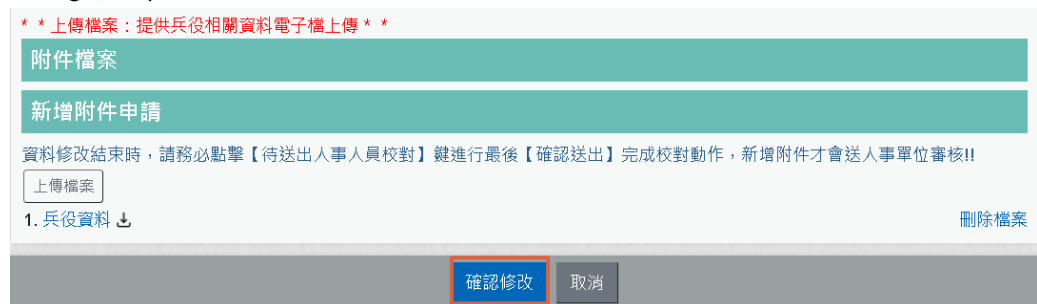 * * 上傳檔案：提供兵役相關資料電子檔上傳 * *
附件檔案
新增附件申請
資料修改結束時，請務必點擊【待送出人事人員校對】鍵進行最後【確認送出】完成校對動作，新增附件才會送人事單位審核!!
上傳檔案
1. 兵役資料 刪除檔案
確認修改 取消